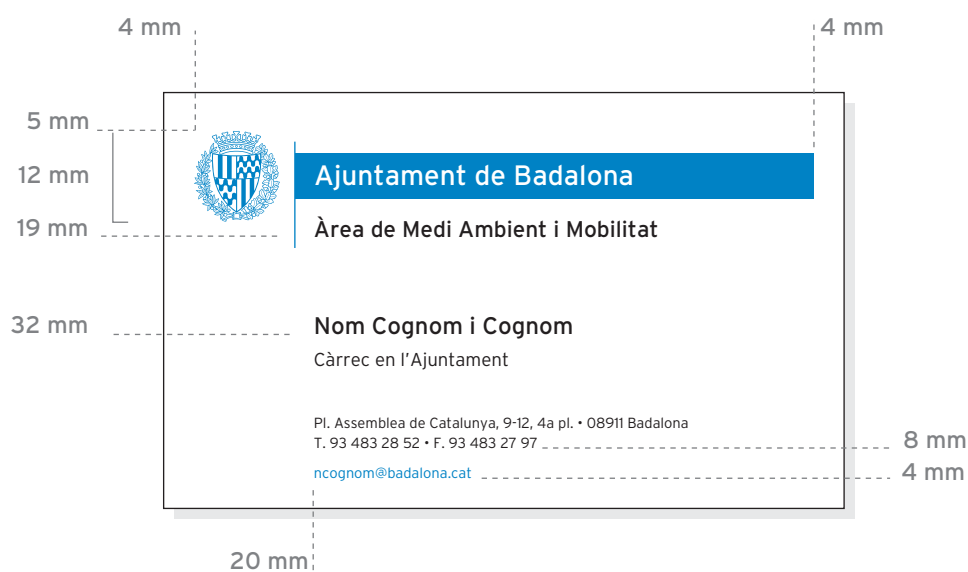 4 mm
4 mm
5 mm
12 mm
19 mm
Ajuntament de Badalona
Àrea de Medi Ambient i Mobilitat
32 mm
Nom Cognom i Cognom
Càrrec en l'Ajuntament
Pl. Assemblea de Catalunya, 9-12, 4a pl. • 08911 Badalona
T. 93 483 28 52 • F. 93 483 27 97
8 mm
ncognom@badalona.cat
4 mm
20 mm